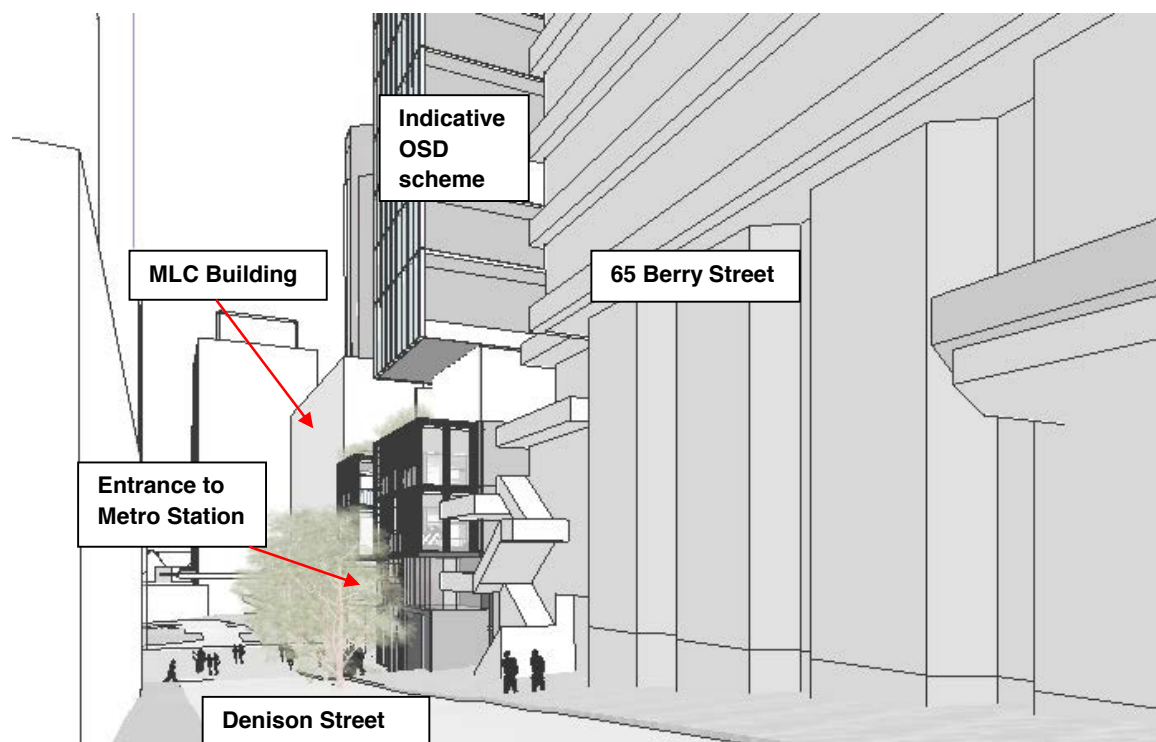 Indicative
OSD
scheme
MLC Building
65 Berry Street
Entrance to
Metro Station
Denison Street